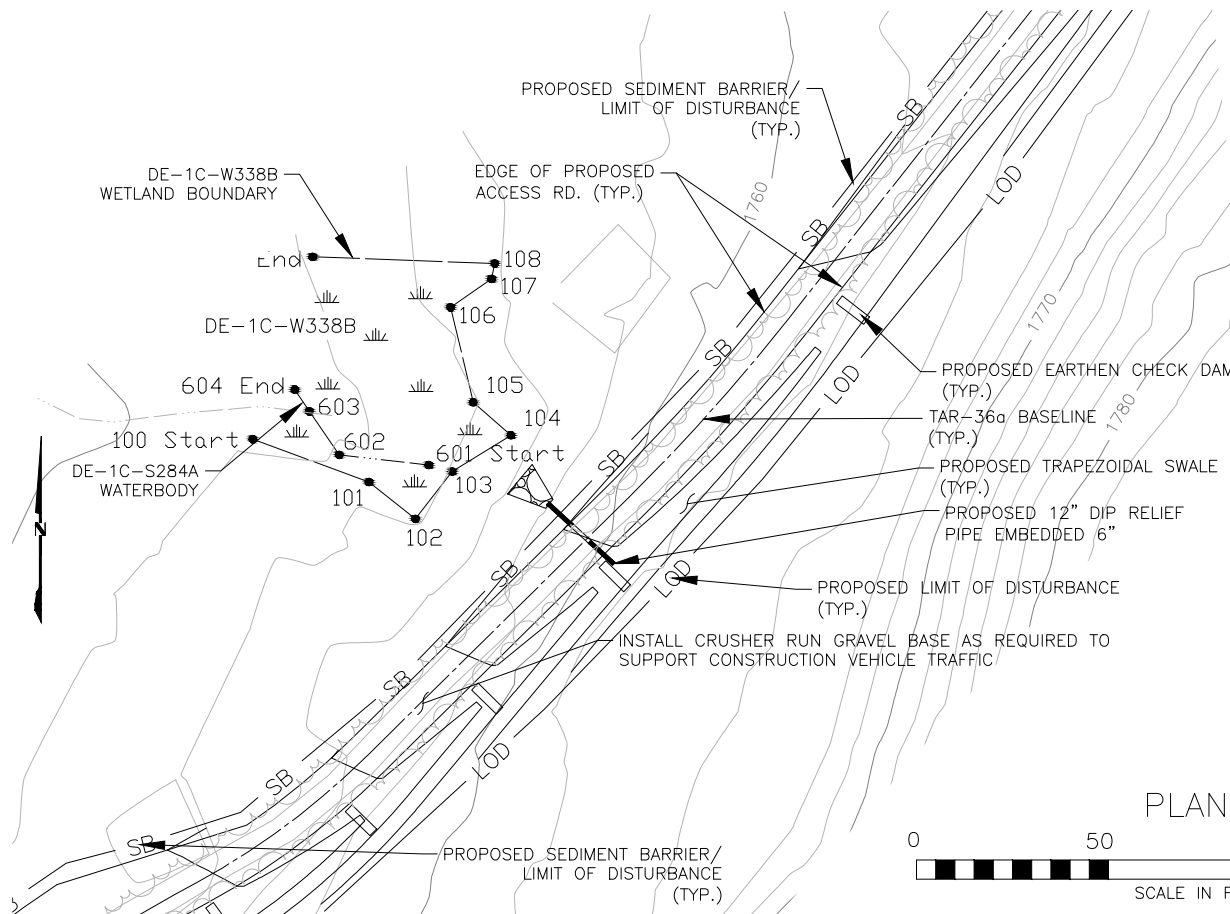 PROPOSED SEDIMENT BARRIER/
LIMIT OF DISTURBANCE
(TYP.)
SB
DE-1C-W338B
WETLAND BOUNDARY
EDGE OF PROPOSED
ACCESS RD. (TYP.)
1760
LOD
SB
End
108
107
106
DE-1C-W338B
1770
SB
PROPOSED EARTHEN CHECK DAM
(TYP.)
LOD
604 End
603
105
1780
TAR-36a BASELINE
(TYP.)
100 Start
602
104
601 Start
DE-1C-S284A
WATERBODY
SB
PROPOSED TRAPEZOIDAL SWALE
(TYP.)
101
103
102
PROPOSED 12" DIP RELIEF
PIPE EMBEDDED 6"
N
SB
LOD
PROPOSED LIMIT OF DISTURBANCE
(TYP.)
INSTALL CRUSHER RUN GRAVEL BASE AS REQUIRED TO
SUPPORT CONSTRUCTION VEHICLE TRAFFIC
SB
LOD
SB
PLAN
0
50
SB
PROPOSED SEDIMENT BARRIER/
LIMIT OF DISTURBANCE
(TYP.)
SCALE IN